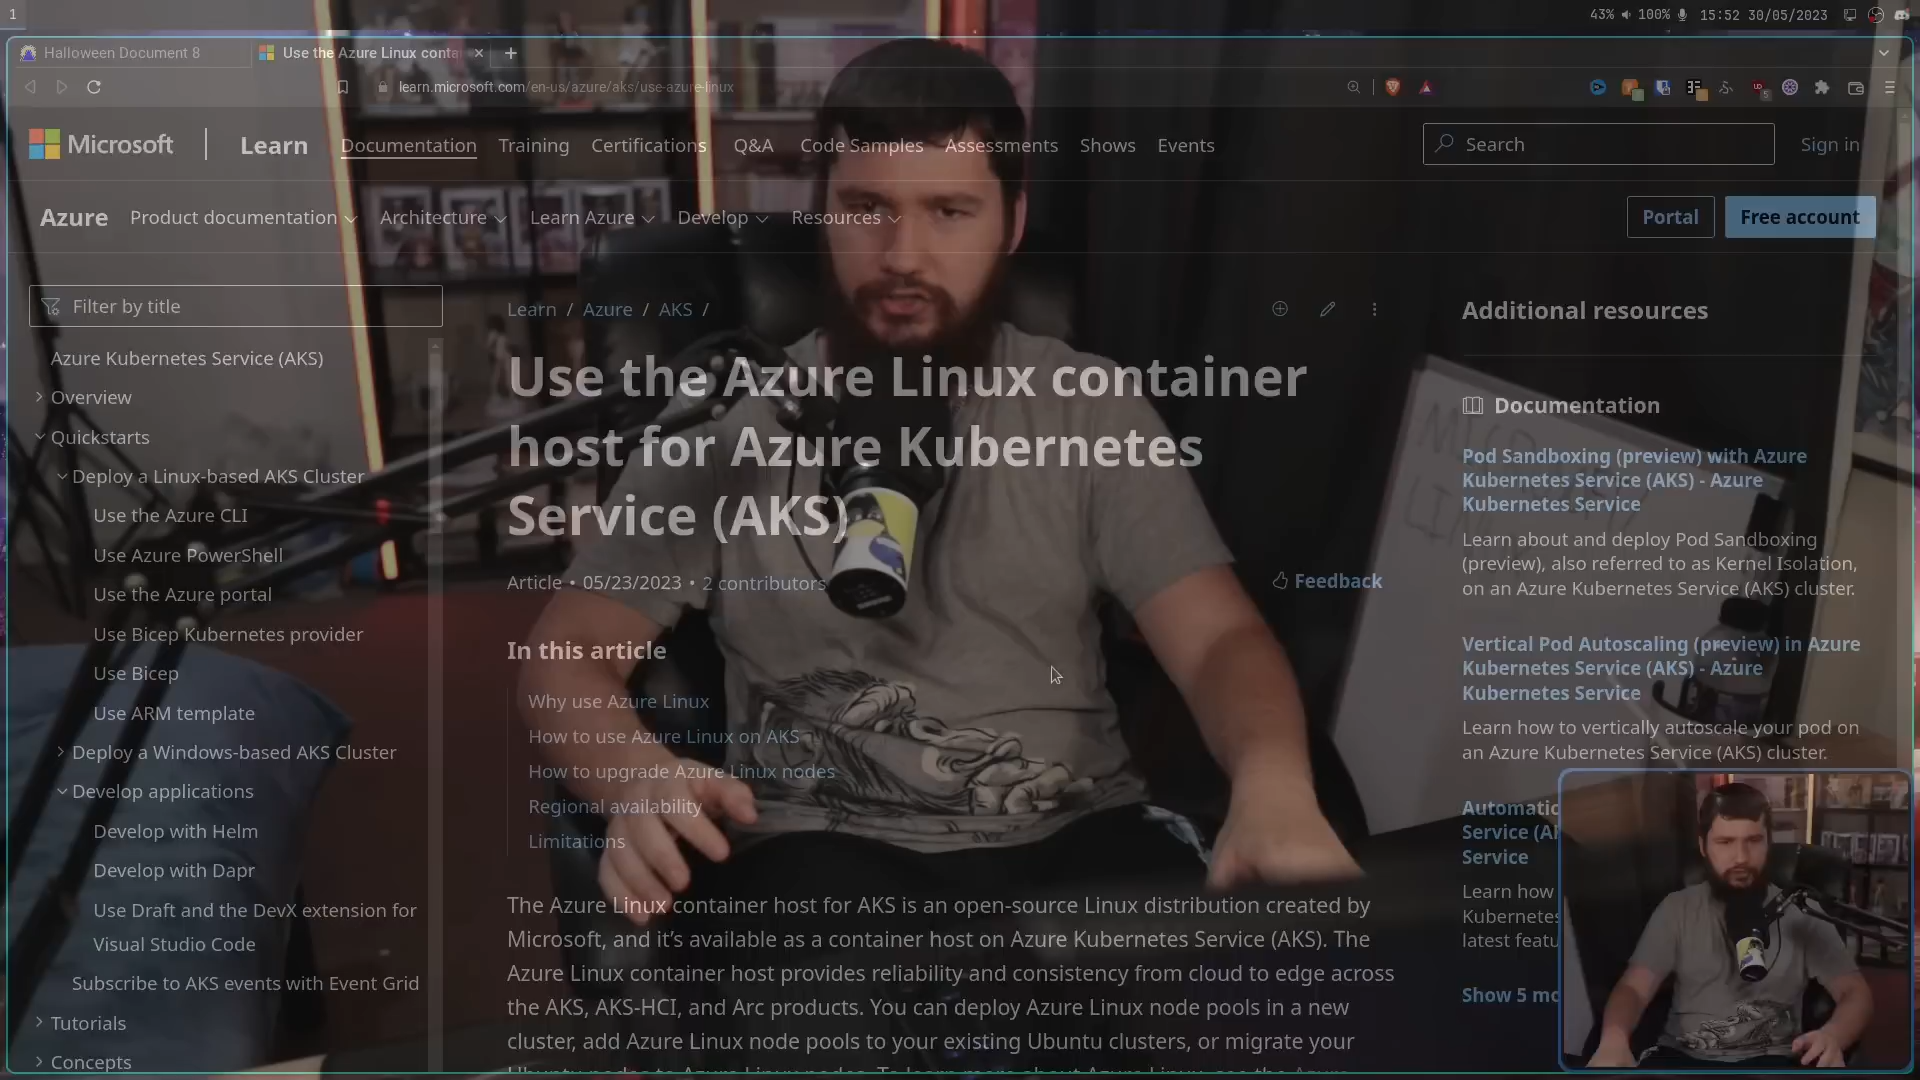 1
43% 100% 15:52 30/05/2023
Halloween Document 8
Use the Azure Linux conta
learn.microsoft.com/en-us/azure/aks/use-azure-linux
Microsoft
Learn
Documentation
Training
Certifications
Q&A
Code Samples
Assessments
Shows
Events
Search
Sign in
Azure
Product documentation
Architecture
Learn Azure
Develop
Resources
Portal
Free account
Filter by title
Azure Kubernetes Service (AKS)
Overview
Quickstarts
Deploy a Linux-based AKS Cluster
Use the Azure CLI
Use Azure PowerShell
Use the Azure portal
Use Bicep Kubernetes provider
Use Bicep
Use ARM template
Deploy a Windows-based AKS Cluster
Develop applications
Develop with Helm
Develop with Dapr
Use Draft and the DevX extension for
Visual Studio Code
Subscribe to AKS events with Event Grid
Tutorials
Concepts
Learn / Azure / AKS /
Use the Azure Linux container
host for Azure Kubernetes
Service (AKS)
Article • 05/23/2023 • 2 contributors
Feedback
In this article
Why use Azure Linux
How to use Azure Linux on AKS
How to upgrade Azure Linux nodes
Regional availability
Limitations
The Azure Linux container host for AKS is an open-source Linux distribution created by
Microsoft, and it's available as a container host on Azure Kubernetes Service (AKS). The
Azure Linux container host provides reliability and consistency from cloud to edge across
the AKS, AKS-HCI, and Arc products. You can deploy Azure Linux node pools in a new
cluster, add Azure Linux node pools to your existing Ubuntu clusters, or migrate your
Additional resources
Documentation
Pod Sandboxing (preview) with Azure
Kubernetes Service (AKS) - Azure
Kubernetes Service
Learn about and deploy Pod Sandboxing
(preview), also referred to as Kernel Isolation,
on an Azure Kubernetes Service (AKS) cluster.
Vertical Pod Autoscaling (preview) in Azure
Kubernetes Service (AKS) - Azure
Kubernetes Service
Learn how to vertically autoscale your pod on
an Azure Kubernetes Service (AKS) cluster.
Automatic
Service (A
Service
Learn how
Kubernetes
latest featu
Show 5 mo